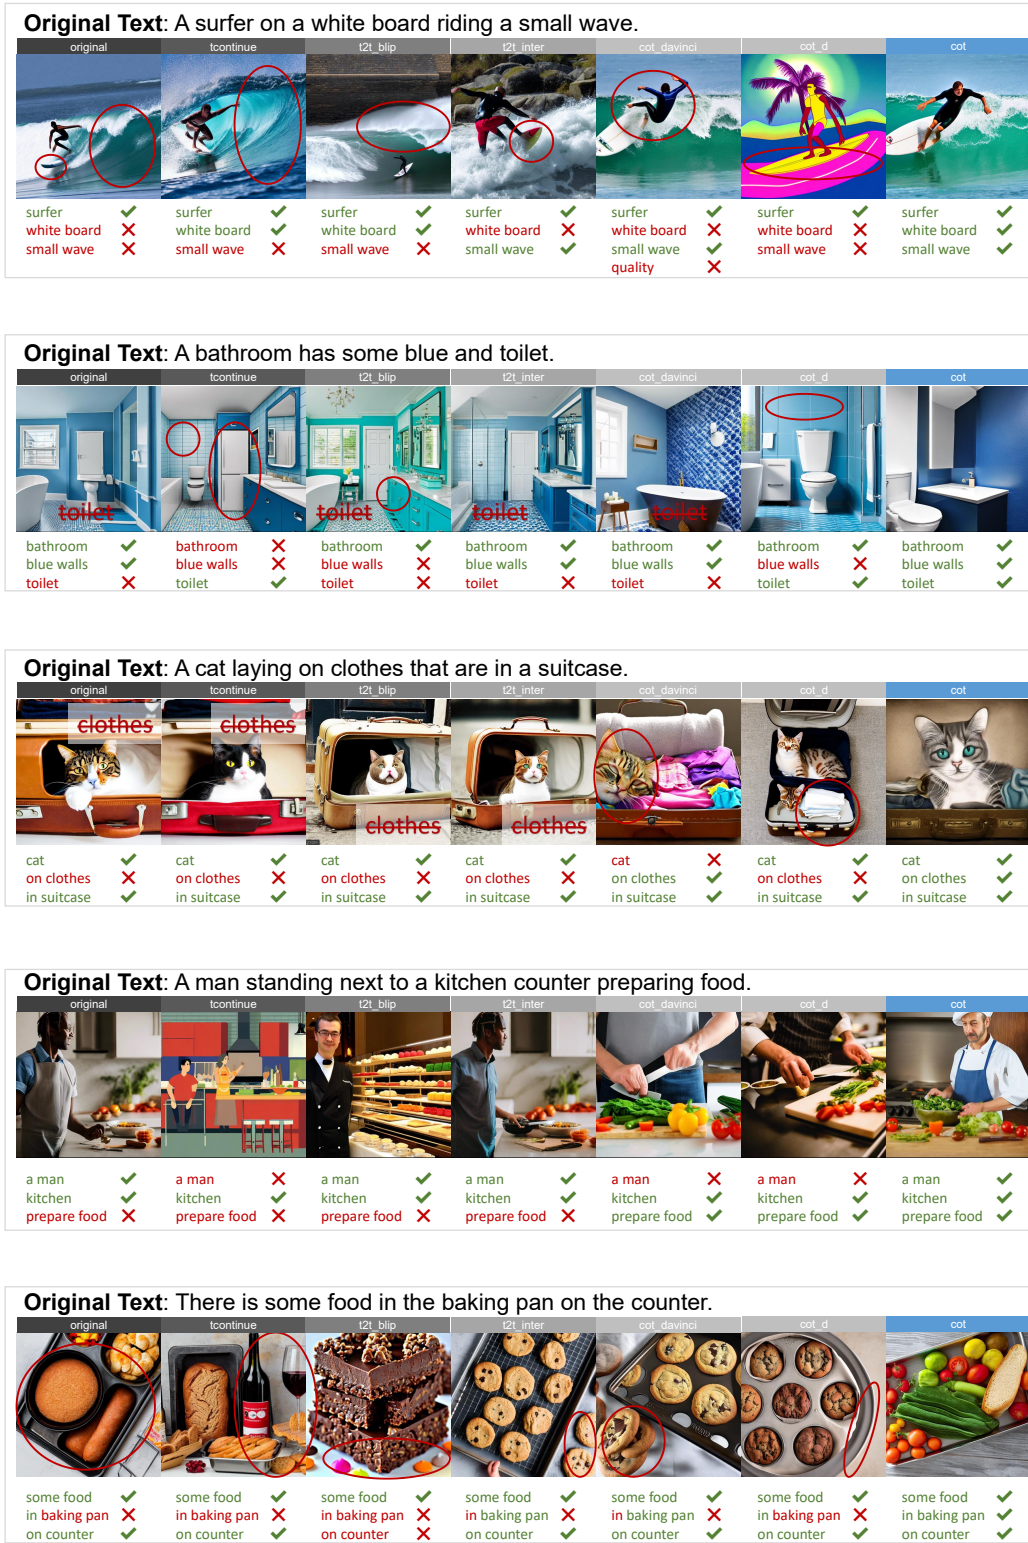 Original Text: A surfer on a white board riding a small wave.
original tcontinue t2t_blip t2t_inter cot_davinci cot_d cot
surfer ✔ surfer ✔ surfer ✔ surfer ✔ surfer ✔ surfer ✔ surfer ✔
white board ✕ white board ✔ white board ✔ white board ✕ white board ✕ white board ✕ white board ✔
small wave ✕ small wave ✕ small wave ✕ small wave ✔ small wave ✔ small wave ✕ small wave ✔
quality ✕
Original Text: A bathroom has some blue and toilet.
original tcontinue t2t_blip t2t_inter cot_davinci cot_d cot
toilet toilet toilet toilet
bathroom ✔ bathroom ✕ bathroom ✔ bathroom ✔ bathroom ✔ bathroom ✔ bathroom ✔
blue walls ✔ blue walls ✕ blue walls ✕ blue walls ✔ blue walls ✔ blue walls ✕ blue walls ✔
toilet ✕ toilet ✔ toilet ✕ toilet ✕ toilet ✕ toilet ✔ toilet ✔
Original Text: A cat laying on clothes that are in a suitcase.
original tcontinue t2t_blip t2t_inter cot_davinci cot_d cot
clothes clothes
clothes clothes
cat ✔ cat ✔ cat ✔ cat ✔ cat ✕ cat ✔ cat ✔
on clothes ✕ on clothes ✕ on clothes ✕ on clothes ✕ on clothes ✔ on clothes ✕ on clothes ✔
in suitcase ✔ in suitcase ✔ in suitcase ✔ in suitcase ✔ in suitcase ✔ in suitcase ✔ in suitcase ✔
Original Text: A man standing next to a kitchen counter preparing food.
original tcontinue t2t_blip t2t_inter cot_davinci cot_d cot
a man ✔ a man ✕ a man ✔ a man ✔ a man ✕ a man ✕ a man ✔
kitchen ✔ kitchen ✔ kitchen ✔ kitchen ✔ kitchen ✔ kitchen ✔ kitchen ✔
prepare food ✕ prepare food ✕ prepare food ✕ prepare food ✕ prepare food ✔ prepare food ✔ prepare food ✔
Original Text: There is some food in the baking pan on the counter.
original tcontinue t2t_blip t2t_inter cot_davinci cot_d cot
some food ✔ some food ✔ some food ✔ some food ✔ some food ✔ some food ✔ some food ✔
in baking pan ✕ in baking pan ✕ in baking pan ✕ in baking pan ✕ in baking pan ✕ in baking pan ✕ in baking pan ✔
on counter ✔ on counter ✔ on counter ✕ on counter ✔ on counter ✔ on counter ✔ on counter ✔